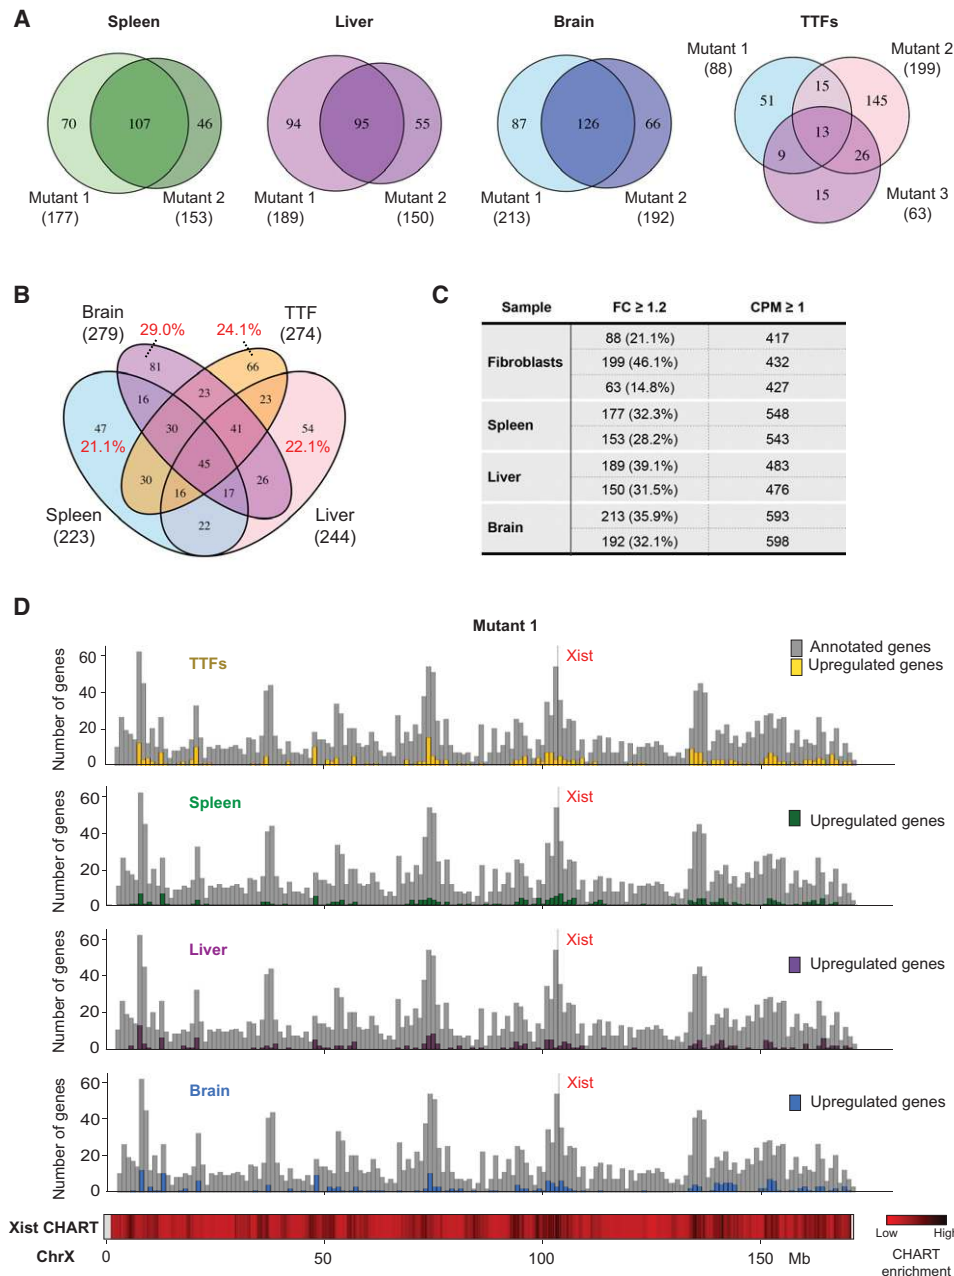 A
Spleen
Liver
Brain
TTFs
70
107
46
Mutant 1
(177)
Mutant 2
(153)
94
95
55
Mutant 1
(189)
Mutant 2
(150)
87
126
66
Mutant 1
(213)
Mutant 2
(192)
Mutant 1
(88)
Mutant 2
(199)
51
15
145
13
9
26
15
Mutant 3
(63)
B
Brain
(279)
29.0%
24.1%
TTF
(274)
81
66
16
23
23
47
30
41
54
21.1%
22.1%
45
30
16
17
26
22
Spleen
(223)
Liver
(244)
C
Sample FC ≥ 1.2 CPM ≥ 1
Fibroblasts
88 (21.1%) 417
199 (46.1%) 432
63 (14.8%) 427
Spleen
177 (32.3%) 548
153 (28.2%) 543
Liver
189 (39.1%) 483
150 (31.5%) 476
Brain
213 (35.9%) 593
192 (32.1%) 598
D
Mutant 1
Number of genes
60
40
20
0
TTFs
Xist
Annotated genes
Upregulated genes
Number of genes
60
40
20
0
Spleen
Xist
Upregulated genes
Number of genes
60
40
20
0
Liver
Xist
Upregulated genes
Number of genes
60
40
20
0
Brain
Xist
Upregulated genes
Xist CHART
ChrX
0 50 100 150 Mb
Low High
CHART
enrichment